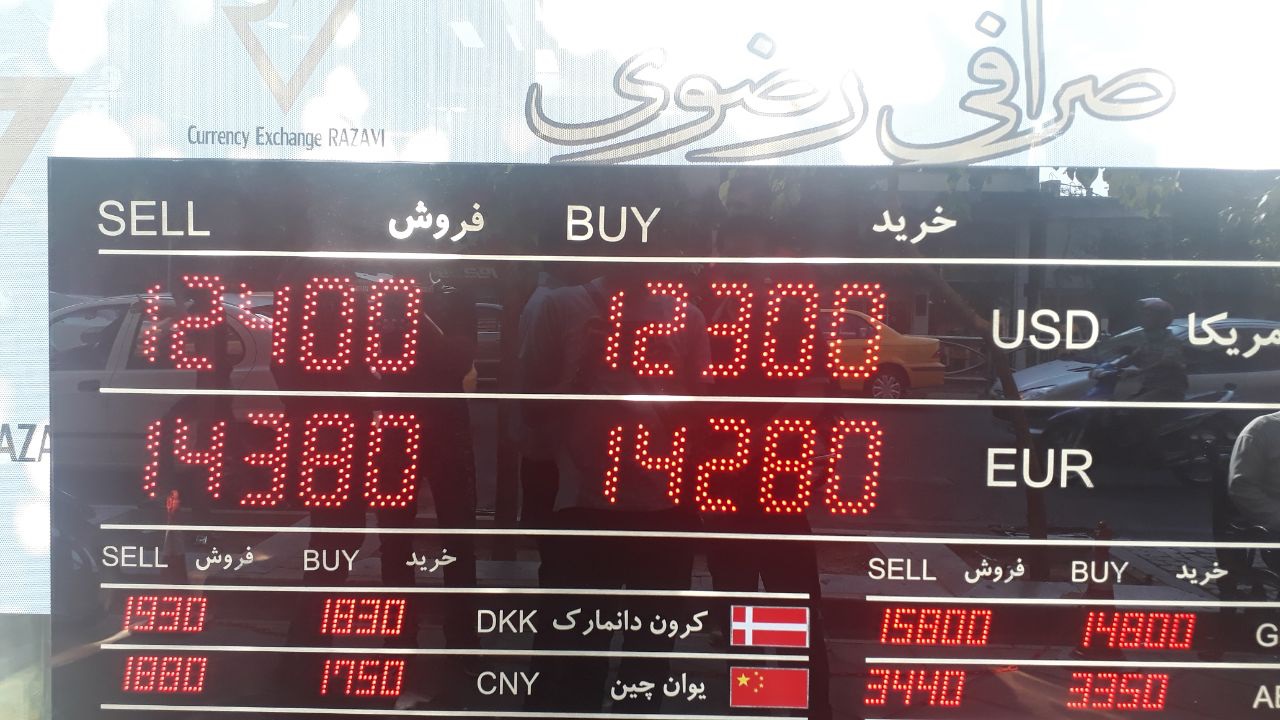 صرافی رضوی
Currency Exchange RAZAVI
SELL فروش BUY خرید
12400 12300 USD
14380 14280 EUR
SELL فروش BUY خرید
1930 1830 DKK کرون دانمارک
1880 1750 CNY یوان چین
SELL فروش BUY خرید
15800 14800
3440 3350